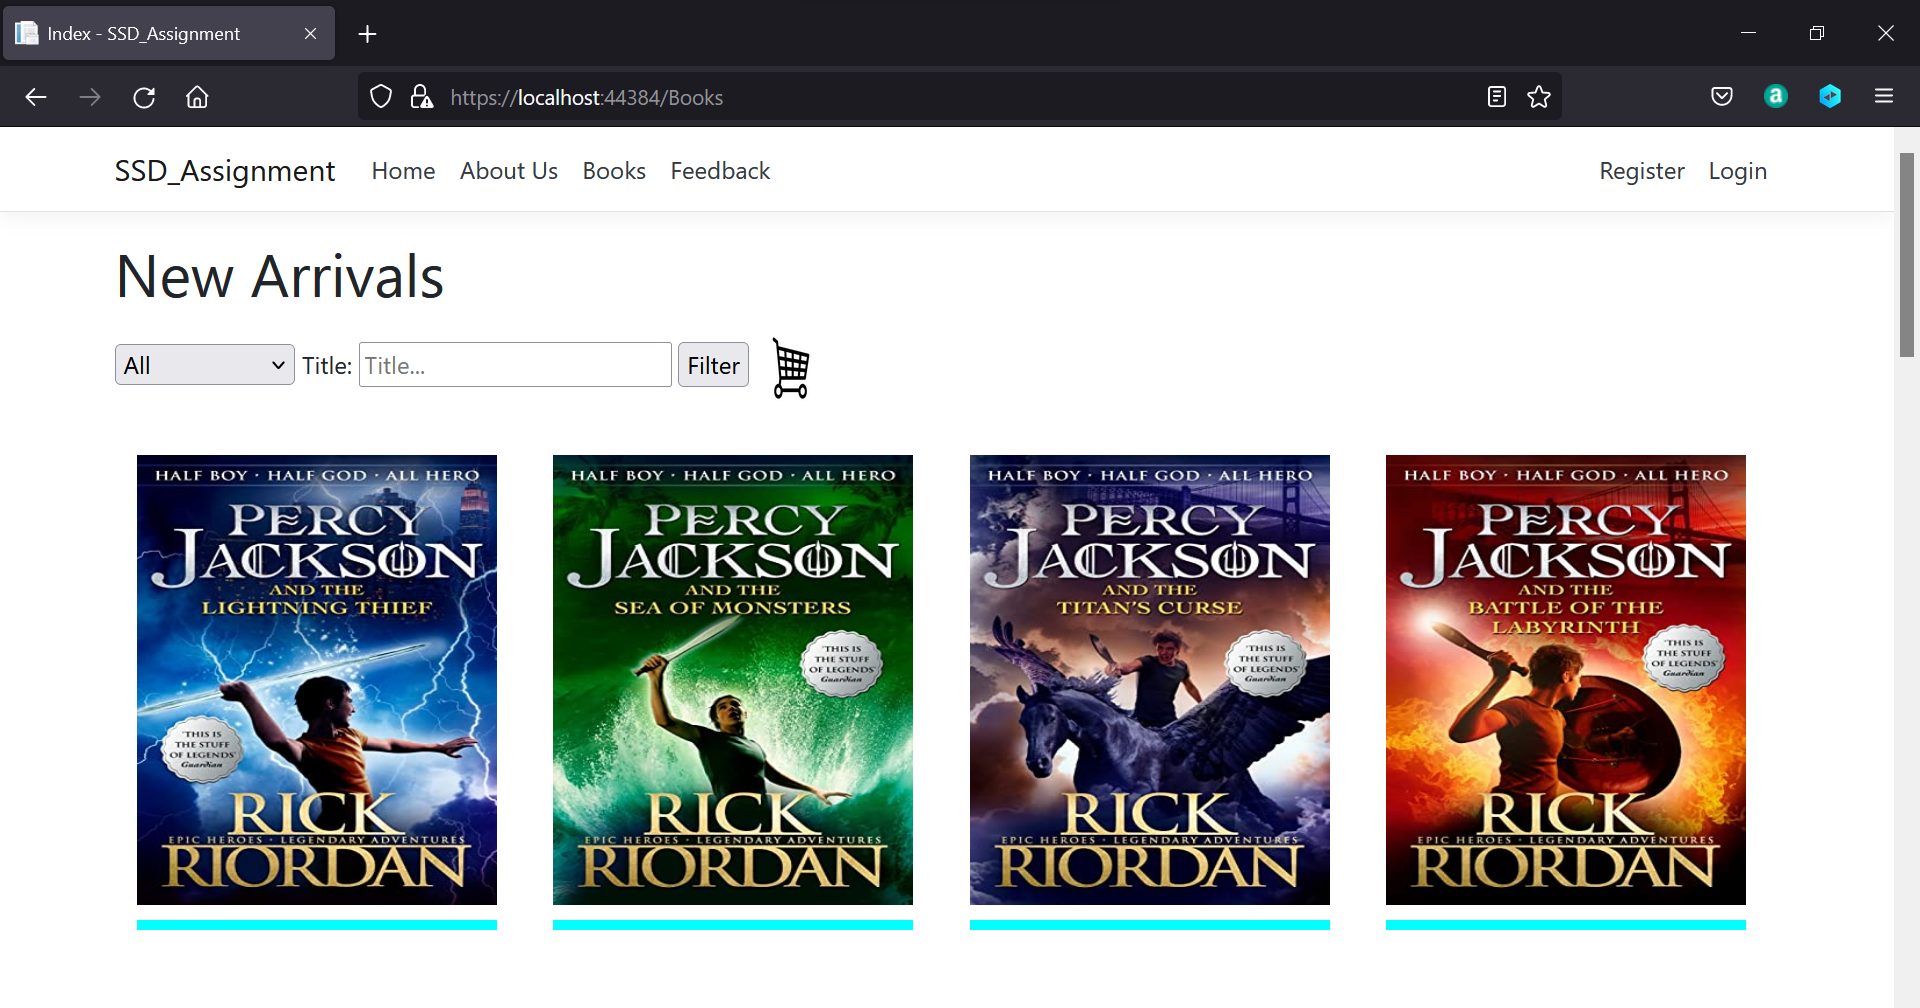 Index - SSD_Assignment
https://localhost:44384/Books
SSD_Assignment Home About Us Books Feedback Register Login
New Arrivals
All Title: Title... Filter
HALF BOY · HALF GOD · ALL HERO
PERCY
JACKSON
AND THE
LIGHTNING THIEF
'THIS IS
THE STUFF
OF LEGENDS'
Guardian
RICK
EPIC HEROES · LEGENDARY ADVENTURES
RIORDAN
HALF BOY · HALF GOD · ALL HERO
PERCY
JACKSON
AND THE
SEA OF MONSTERS
'THIS IS
THE STUFF
OF LEGENDS'
Guardian
RICK
EPIC HEROES · LEGENDARY ADVENTURES
RIORDAN
HALF BOY · HALF GOD · ALL HERO
PERCY
JACKSON
AND THE
TITAN'S CURSE
'THIS IS
THE STUFF
OF LEGENDS'
Guardian
RICK
EPIC HEROES · LEGENDARY ADVENTURES
RIORDAN
HALF BOY · HALF GOD · ALL HERO
PERCY
JACKSON
AND THE
BATTLE OF THE
LABYRINTH
'THIS IS
THE STUFF
OF LEGENDS'
Guardian
RICK
EPIC HEROES · LEGENDARY ADVENTURES
RIORDAN